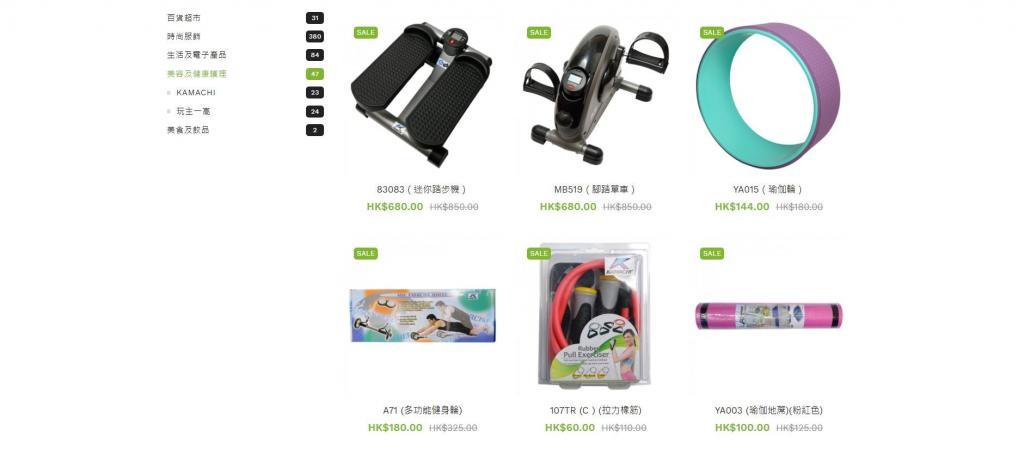 百貨超市 31
時尚服飾 380
生活及電子產品 84
美容及健康護理 47
KAMACHI 23
玩主一高 24
美食及飲品 2
SALE
SALE
SALE
83083 ( 迷你踏步機 )
MB519 ( 腳踏單車 )
YA015 ( 瑜伽輪 )
HK$680.00 HK$850.00
HK$680.00 HK$850.00
HK$144.00 HK$180.00
SALE
SALE
SALE
KAMACHI
Rubber
Pull Exerciser
A71 (多功能健身輪)
107TR (C ) (拉力橡筋)
YA003 (瑜伽地蓆)(粉紅色)
HK$180.00 HK$325.00
HK$60.00 HK$110.00
HK$100.00 HK$125.00